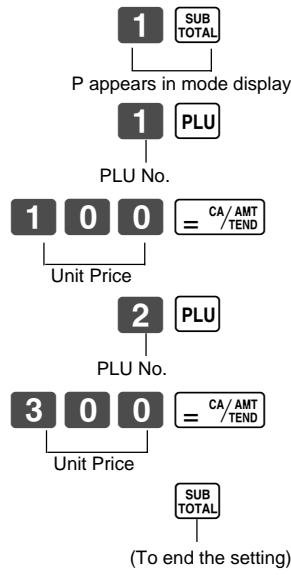 1 SUB TOTAL
P appears in mode display
1 PLU
PLU No.
1 0 0 = CA/AMT TEND
Unit Price
2 PLU
PLU No.
3 0 0 = CA/AMT TEND
Unit Price
SUB TOTAL
(To end the setting)